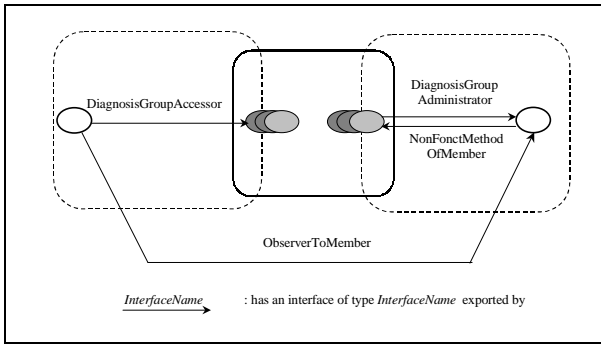 DiagnosisGroupAccessor
DiagnosisGroup
Administrator
NonFonctMethod
OfMember
ObserverToMember
InterfaceName : has an interface of type InterfaceName exported by